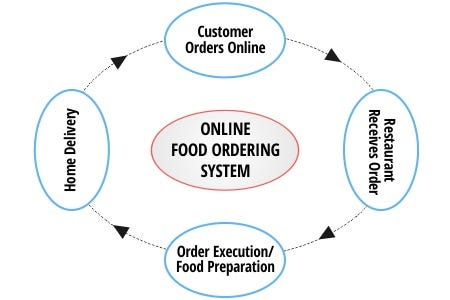 Customer
Orders Online
Restaurant
Receives Order
Order Execution/
Food Preparation
Home Delivery
ONLINE
FOOD ORDERING
SYSTEM